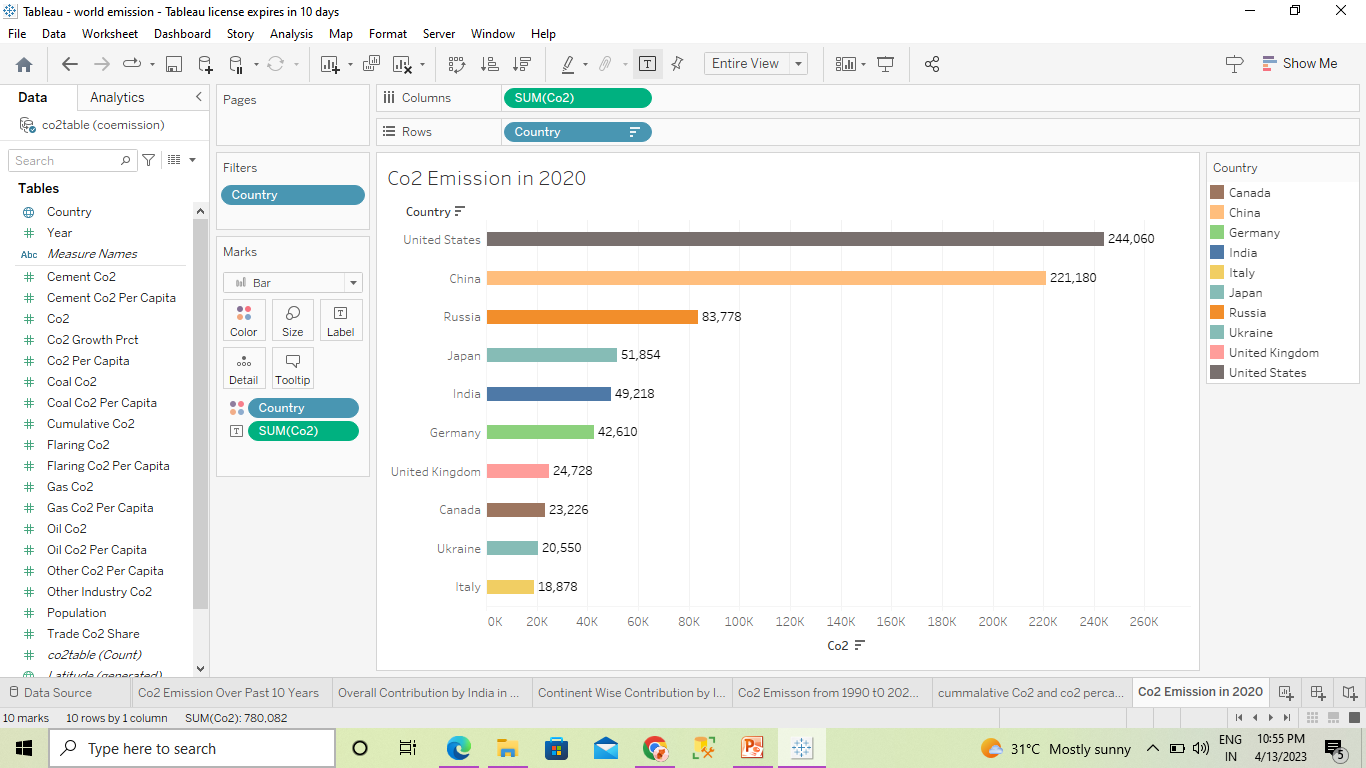 Tableau - world emission - Tableau license expires in 10 days
File Data Worksheet Dashboard Story Analysis Map Format Server Window Help
Entire View
Show Me
Data Analytics
co2table (coemission)
Search
Tables
Country
Year
Abc Measure Names
Cement Co2
Cement Co2 Per Capita
Co2
Co2 Growth Prct
Co2 Per Capita
Coal Co2
Coal Co2 Per Capita
Cumulative Co2
Flaring Co2
Flaring Co2 Per Capita
Gas Co2
Gas Co2 Per Capita
Oil Co2
Oil Co2 Per Capita
Other Co2 Per Capita
Other Industry Co2
Population
Trade Co2 Share
co2table (Count)
Latitude (generated)
Pages
Filters
Country
Marks
Bar
Color Size Label
Detail Tooltip
Country
SUM(Co2)
Columns SUM(Co2)
Rows Country
Co2 Emission in 2020
Country
United States 244,060
China 221,180
Russia 83,778
Japan 51,854
India 49,218
Germany 42,610
United Kingdom 24,728
Canada 23,226
Ukraine 20,550
Italy 18,878
0K 20K 40K 60K 80K 100K 120K 140K 160K 180K 200K 220K 240K 260K
Co2
Country
Canada
China
Germany
India
Italy
Japan
Russia
Ukraine
United Kingdom
United States
Data Source Co2 Emission Over Past 10 Years Overall Contribution by India in ... Continent Wise Contribution by I... Co2 Emisson from 1990 t0 202... cummalative Co2 and co2 perca... Co2 Emission in 2020
10 marks 10 rows by 1 column SUM(Co2): 780,082
Type here to search
31°C Mostly sunny
ENG
IN
10:55 PM
4/13/2023
5